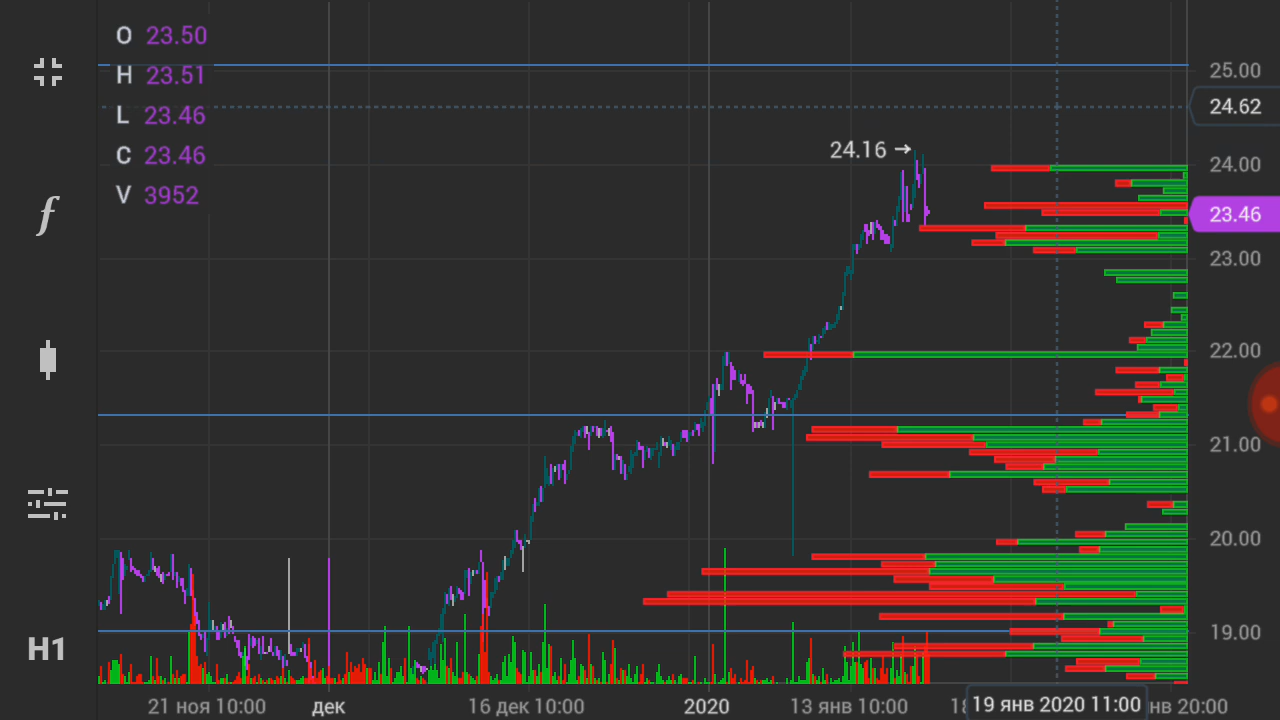 O 23.50
H 23.51
L 23.46
C 23.46
V 3952
f
H1
24.16 →
25.00
24.62
24.00
23.46
23.00
22.00
21.00
20.00
19.00
21 ноя 10:00 дек 16 дек 10:00 2020 13 янв 10:00 18 19 янв 2020 11:00 нв 20:00